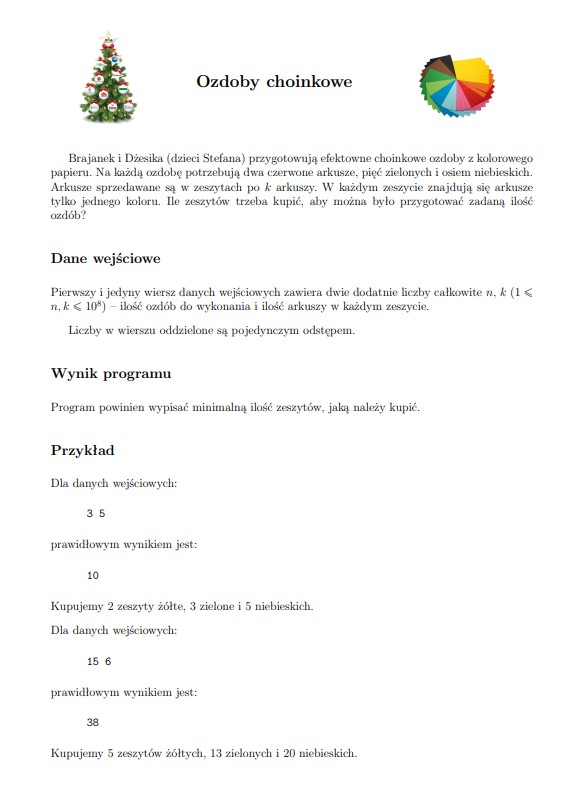 Ozdoby choinkowe
Brajanek i Dżesika (dzieci Stefana) przygotowują efektowne choinkowe ozdoby z kolorowego
papieru. Na każdą ozdobę potrzebują dwa czerwone arkusze, pięć zielonych i osiem niebieskich.
Arkusze sprzedawane są w zeszytach po k arkuszy. W każdym zeszycie znajdują się arkusze
tylko jednego koloru. Ile zeszytów trzeba kupić, aby można było przygotować zadaną ilość
ozdób?
Dane wejściowe
Pierwszy i jedyny wiersz danych wejściowych zawiera dwie dodatnie liczby całkowite n, k (1 ⩽
n, k ⩽ 10⁸) – ilość ozdób do wykonania i ilość arkuszy w każdym zeszycie.
Liczby w wierszu oddzielone są pojedynczym odstępem.
Wynik programu
Program powinien wypisać minimalną ilość zeszytów, jaką należy kupić.
Przykład
Dla danych wejściowych:
3 5
prawidłowym wynikiem jest:
10
Kupujemy 2 zeszyty żółte, 3 zielone i 5 niebieskich.
Dla danych wejściowych:
15 6
prawidłowym wynikiem jest:
38
Kupujemy 5 zeszytów żółtych, 13 zielonych i 20 niebieskich.